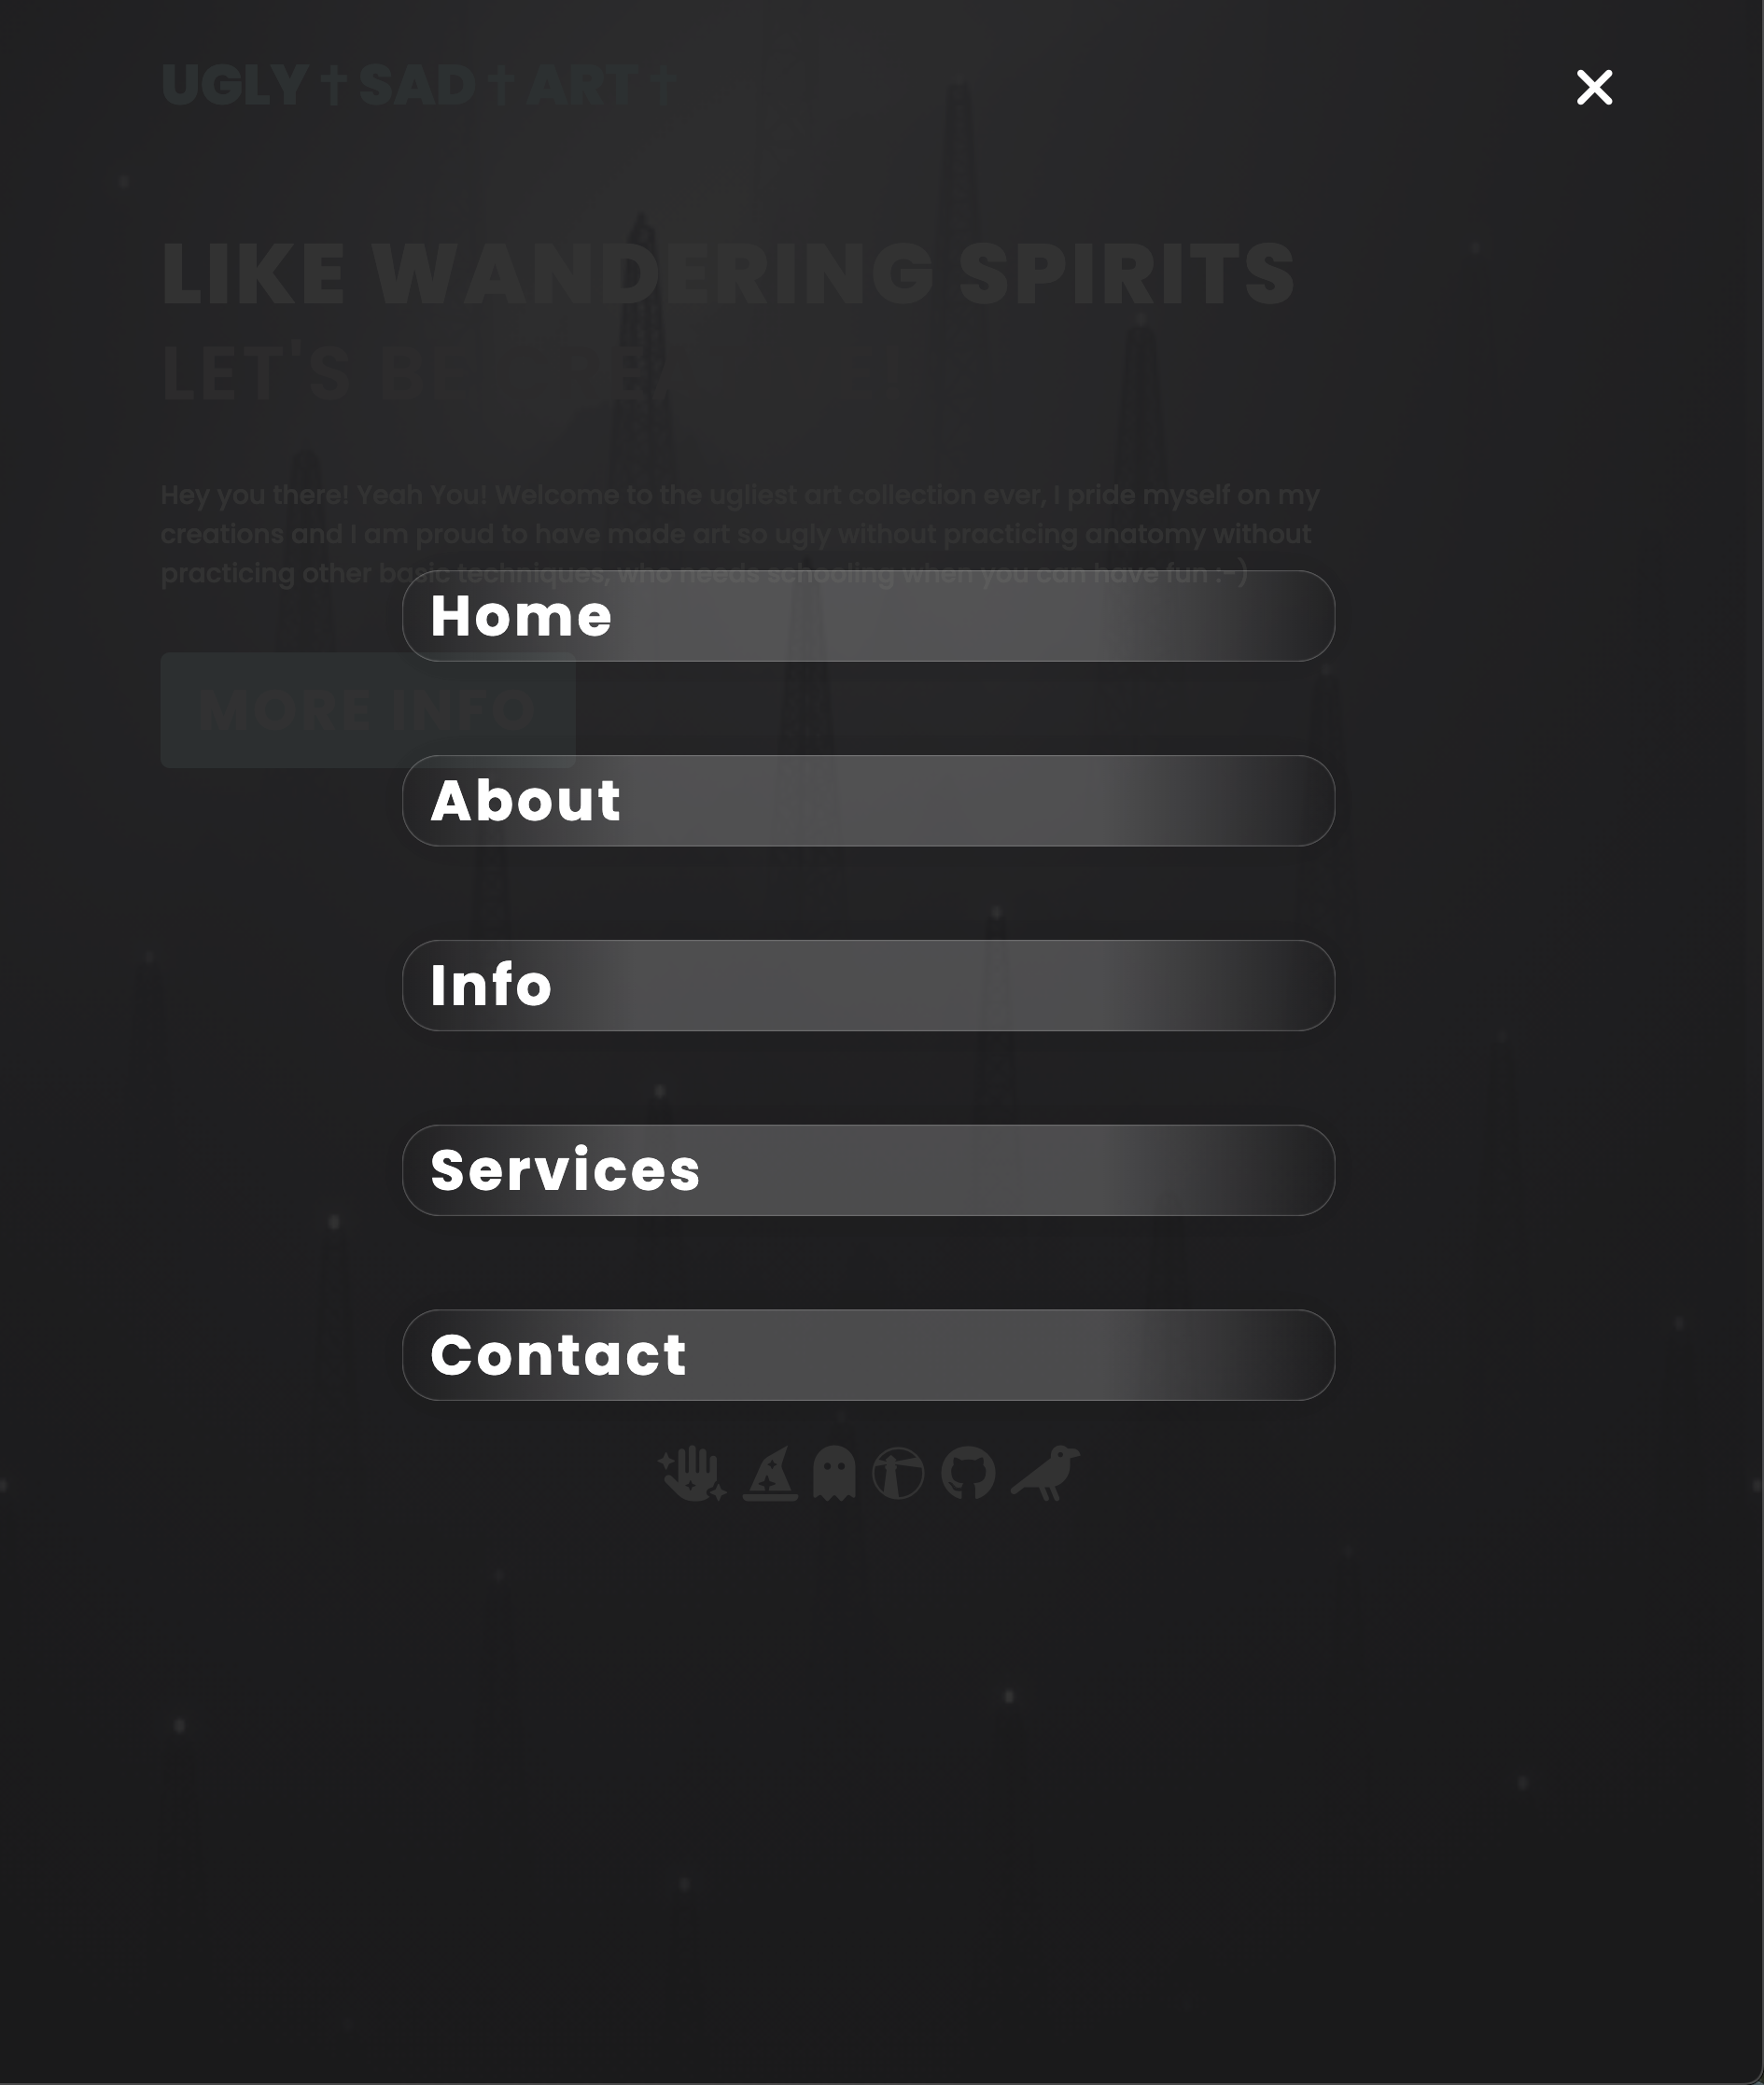 UGLY † SAD † ART †
LIKE WANDERING SPIRITS
LET'S
Hey you there! Yeah You! Welcome to the ugliest art collection ever, I pride myself on my
creations and I am proud to have made art so ugly without practicing anatomy without
practicing other basic techniques, who needs schooling when you can have fun :-)
Home
MORE INFO
About
Info
Services
Contact